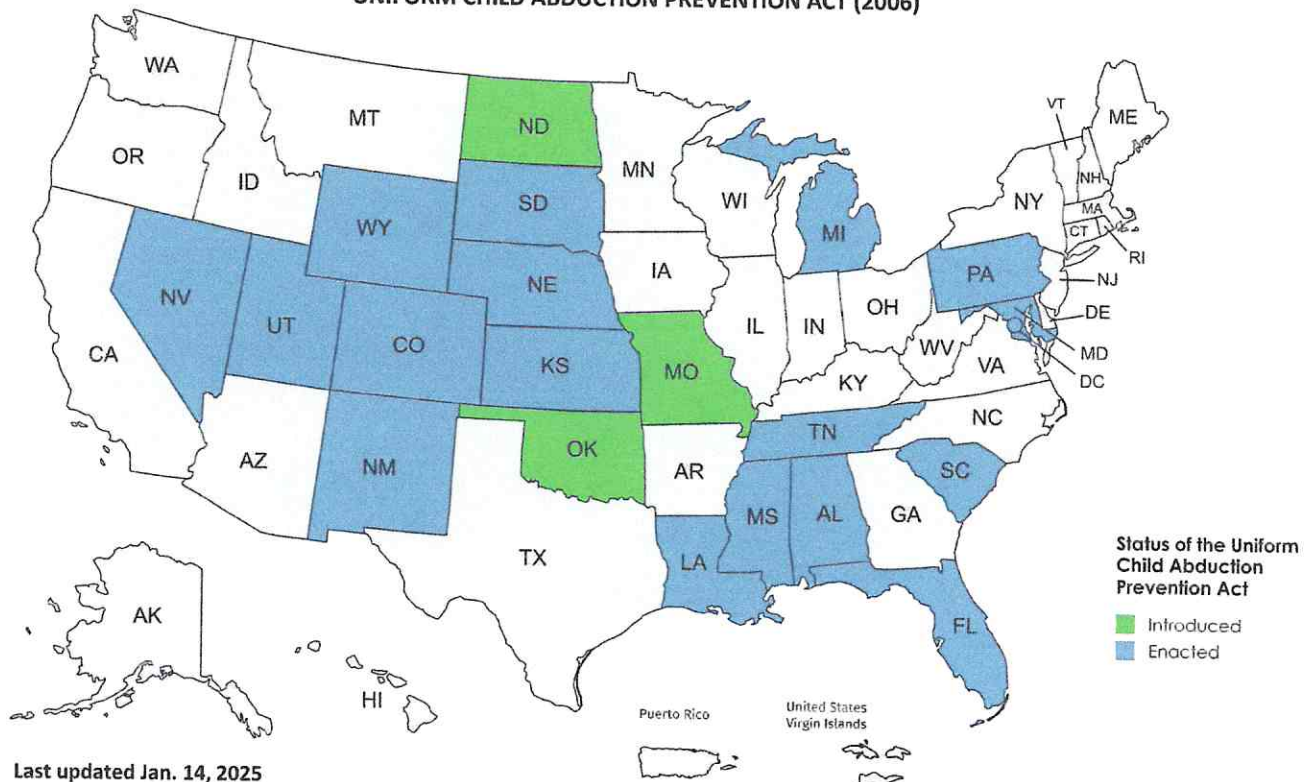 UNIFORM CHILD ABDUCTION PREVENTION ACT (2006)
WA
MT
ND
MN
VT
ME
OR
ID
SD
WI
NY
NH
MA
CT
RI
WY
MI
IA
NE
PA
NJ
NV
UT
CO
IL
IN
OH
DE
CA
KS
MO
WV
VA
MD
DC
KY
NC
TN
AZ
NM
OK
AR
SC
MS
AL
GA
TX
LA
FL
AK
HI
Status of the Uniform
Child Abduction
Prevention Act
Introduced
Enacted
Puerto Rico
United States
Virgin Islands
Last updated Jan. 14, 2025